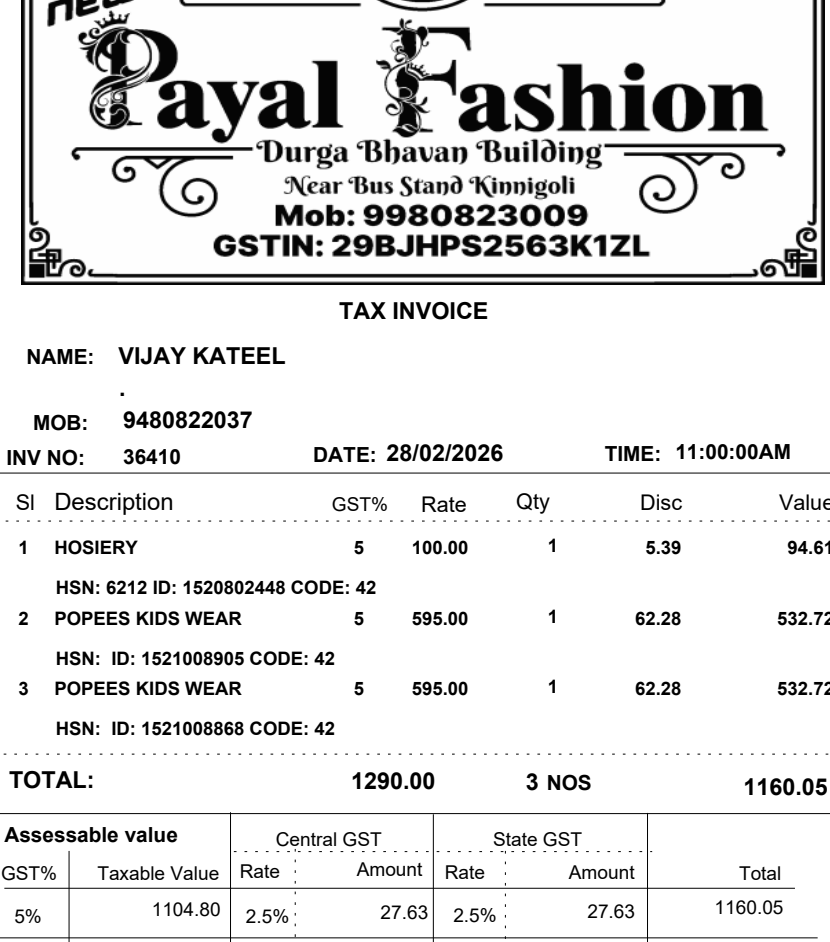 new
Payal Fashion
Durga Bhavan Building
Near Bus Stand Kinnigoli
Mob: 9980823009
GSTIN: 29BJHPS2563K1ZL
TAX INVOICE
NAME: VIJAY KATEEL
.
MOB: 9480822037
INV NO: 36410 DATE: 28/02/2026 TIME: 11:00:00AM
Sl Description GST% Rate Qty Disc Value
1 HOSIERY 5 100.00 1 5.39 94.61
HSN: 6212 ID: 1520802448 CODE: 42
2 POPEES KIDS WEAR 5 595.00 1 62.28 532.72
HSN: ID: 1521008905 CODE: 42
3 POPEES KIDS WEAR 5 595.00 1 62.28 532.72
HSN: ID: 1521008868 CODE: 42
TOTAL: 1290.00 3 NOS 1160.05
Assessable value Central GST State GST
GST% Taxable Value Rate Amount Rate Amount Total
5% 1104.80 2.5% 27.63 2.5% 27.63 1160.05